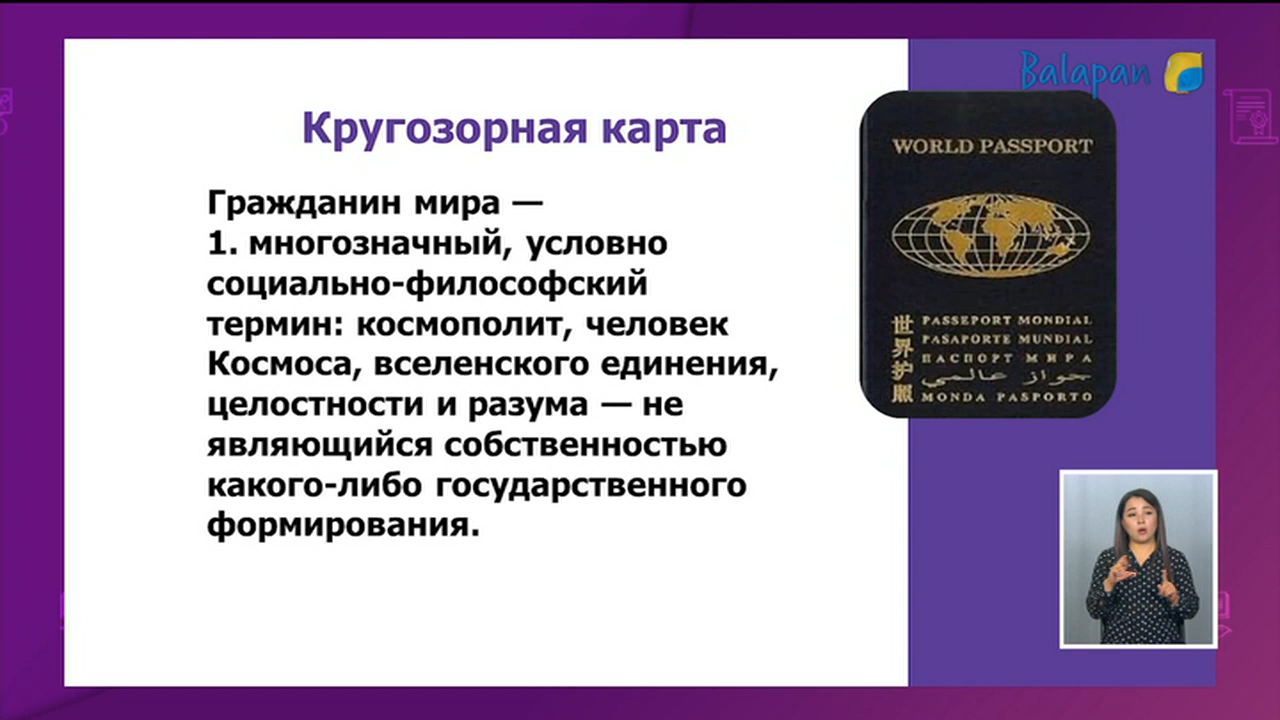 Balapan
Кругозорная карта
Гражданин мира —
1. многозначный, условно
социально-философский
термин: космополит, человек
Космоса, вселенского единения,
целостности и разума — не
являющийся собственностью
какого-либо государственного
формирования.
WORLD PASSPORT
世界护照
PASSEPORT MONDIAL
PASAPORTE MUNDIAL
ПАСПОРТ МИРА
جواز عالمي
MONDA PASPORTO